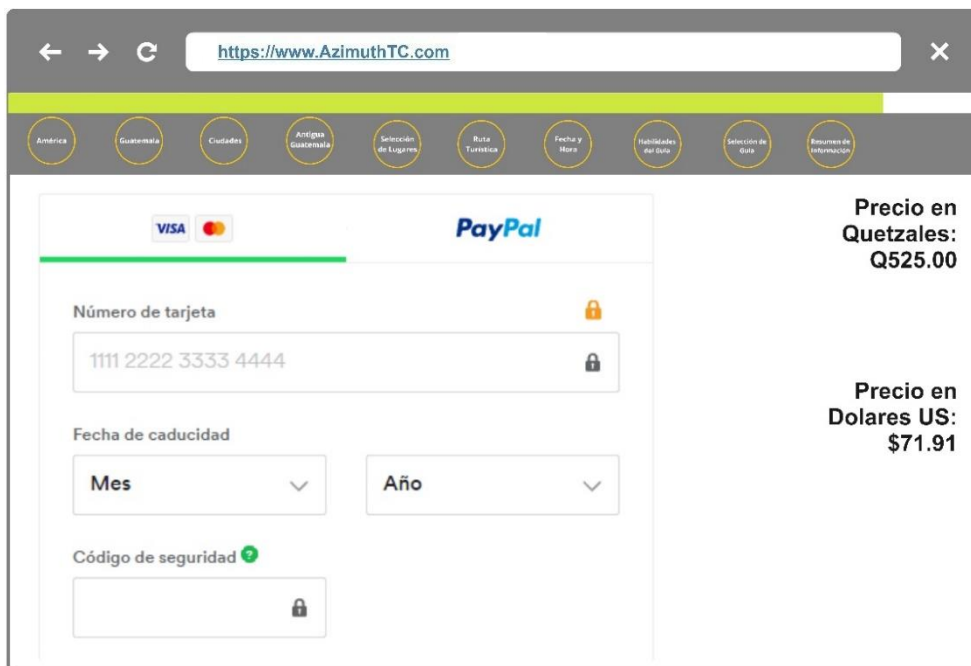 https://www.AzimuthTC.com
América
Guatemala
Ciudades
Antigua
Guatemala
Selección
de Lugares
Ruta
Turística
Fecha y
Hora
Habilidades
del Guía
Selección de
Guía
Resumen de
Información
VISA
PayPal
Precio en
Quetzales:
Q525.00
Número de tarjeta
1111 2222 3333 4444
Precio en
Dolares US:
$71.91
Fecha de caducidad
Mes
Año
Código de seguridad ?